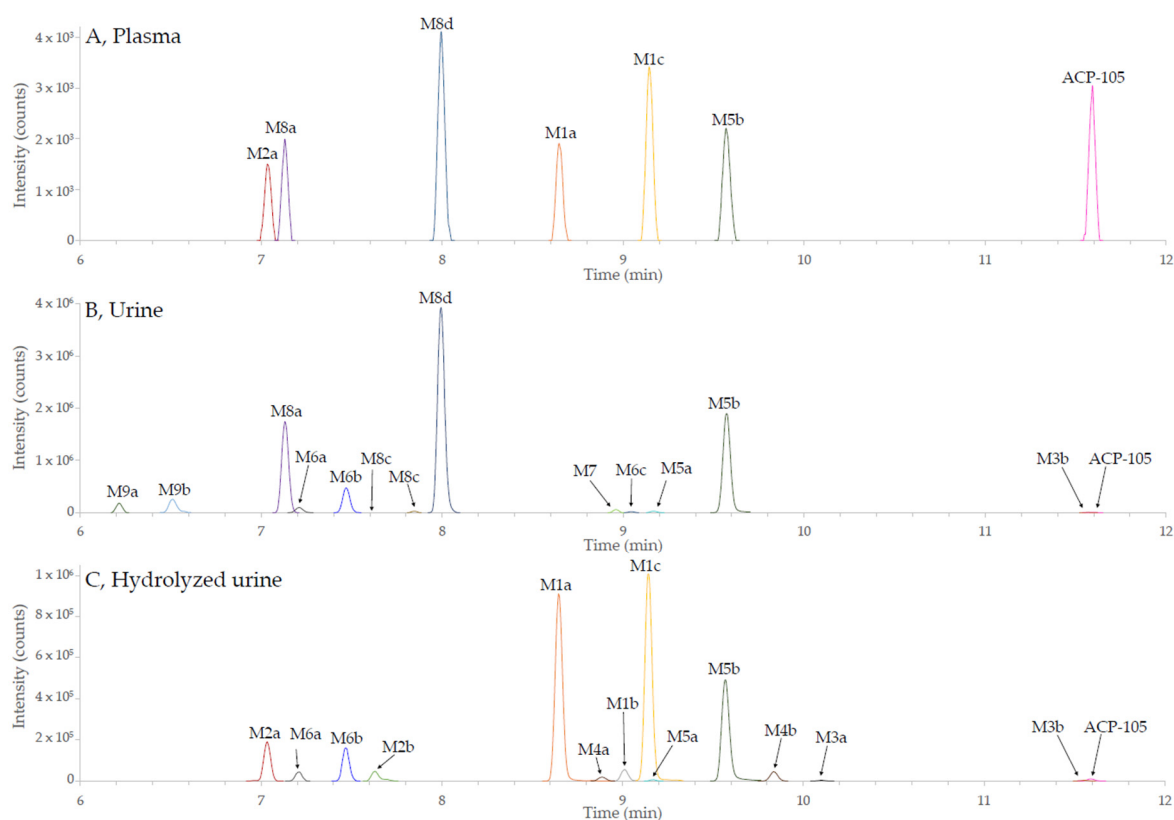 A, Plasma
Intensity (counts)
4 x 10³
3 x 10³
2 x 10³
1 x 10³
0
M2a
M8a
M8d
M1a
M1c
M5b
ACP-105
6 7 8 9 10 11 12
Time (min)
B, Urine
Intensity (counts)
4 x 10⁶
3 x 10⁶
2 x 10⁶
1 x 10⁶
0
M9a
M9b
M8a
M6a
M6b
M8c
M8c
M8d
M7
M6c
M5a
M5b
M3b
ACP-105
6 7 8 9 10 11 12
Time (min)
C, Hydrolyzed urine
Intensity (counts)
1 x 10⁶
8 x 10⁵
6 x 10⁵
4 x 10⁵
2 x 10⁵
0
M2a
M6a
M6b
M2b
M1a
M4a
M1b
M1c
M5a
M5b
M4b
M3a
M3b
ACP-105
6 7 8 9 10 11 12
Time (min)